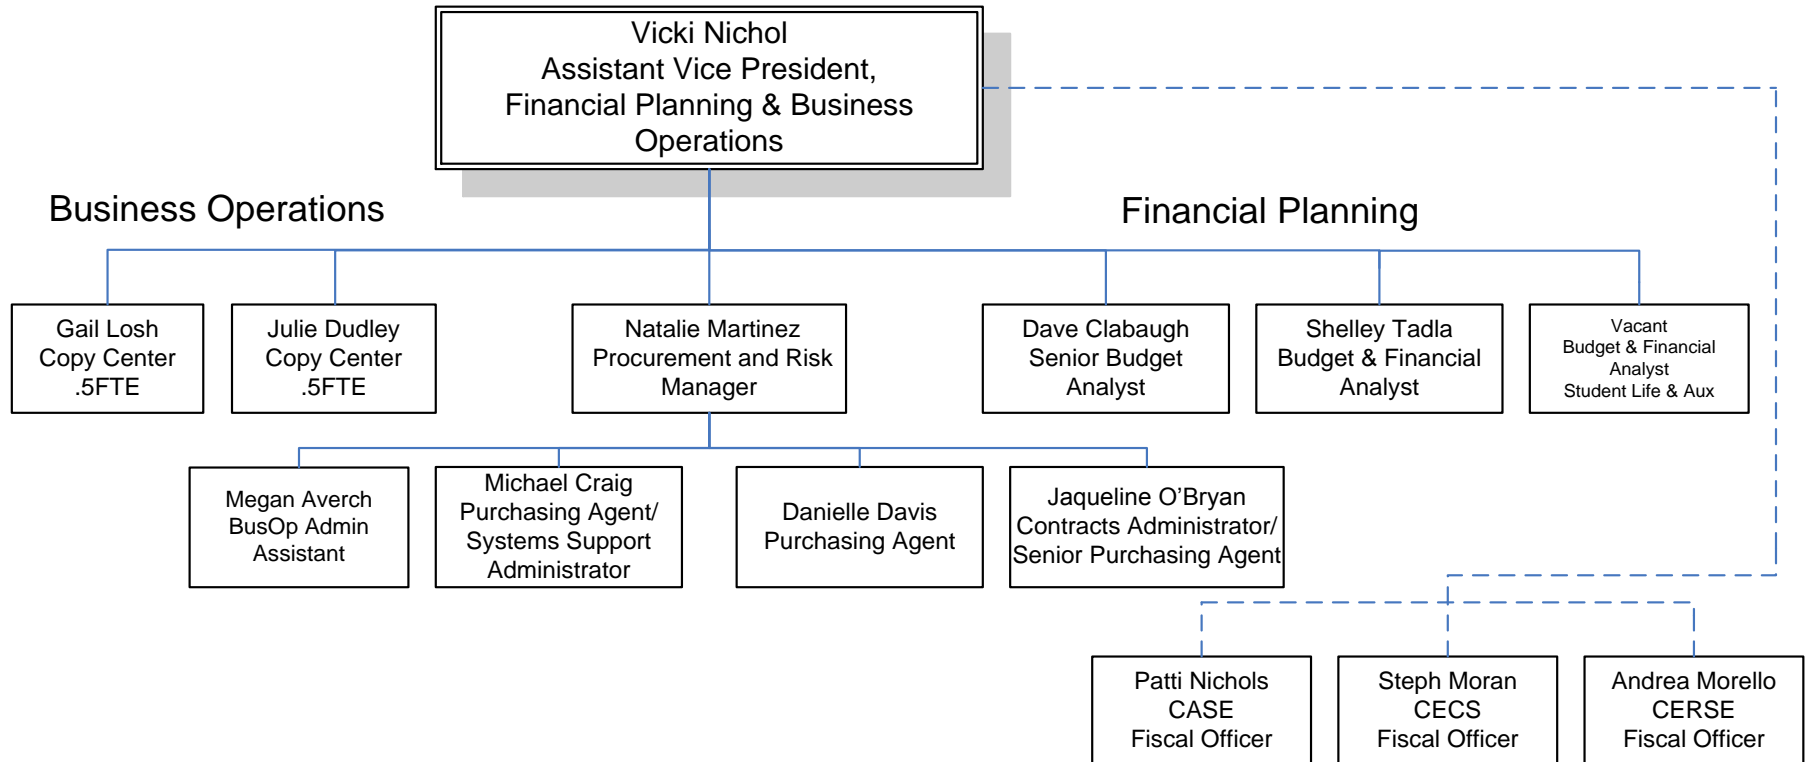 Vicki Nichol
Assistant Vice President,
Financial Planning & Business
Operations
Business Operations
Financial Planning
Gail Losh
Copy Center
.5FTE
Julie Dudley
Copy Center
.5FTE
Natalie Martinez
Procurement and Risk
Manager
Dave Clabaugh
Senior Budget
Analyst
Shelley Tadla
Budget & Financial
Analyst
Vacant
Budget & Financial
Analyst
Student Life & Aux
Megan Averch
BusOp Admin
Assistant
Michael Craig
Purchasing Agent/
Systems Support
Administrator
Danielle Davis
Purchasing Agent
Jaqueline O’Bryan
Contracts Administrator/
Senior Purchasing Agent
Patti Nichols
CASE
Fiscal Officer
Steph Moran
CECS
Fiscal Officer
Andrea Morello
CERSE
Fiscal Officer